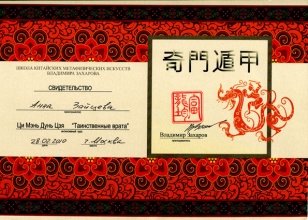 ШКОЛА КИТАЙСКИХ МЕТАФИЗИЧЕСКИХ ИСКУССТВ
ВЛАДИМИРА ЗАХАРОВА
СВИДЕТЕЛЬСТВО
Анна Зайцева
Ци Мэнь Дунь Цзя "Таинственные врата"
28.02.2010 г. Москва
奇門遁甲
Владимир Захаров